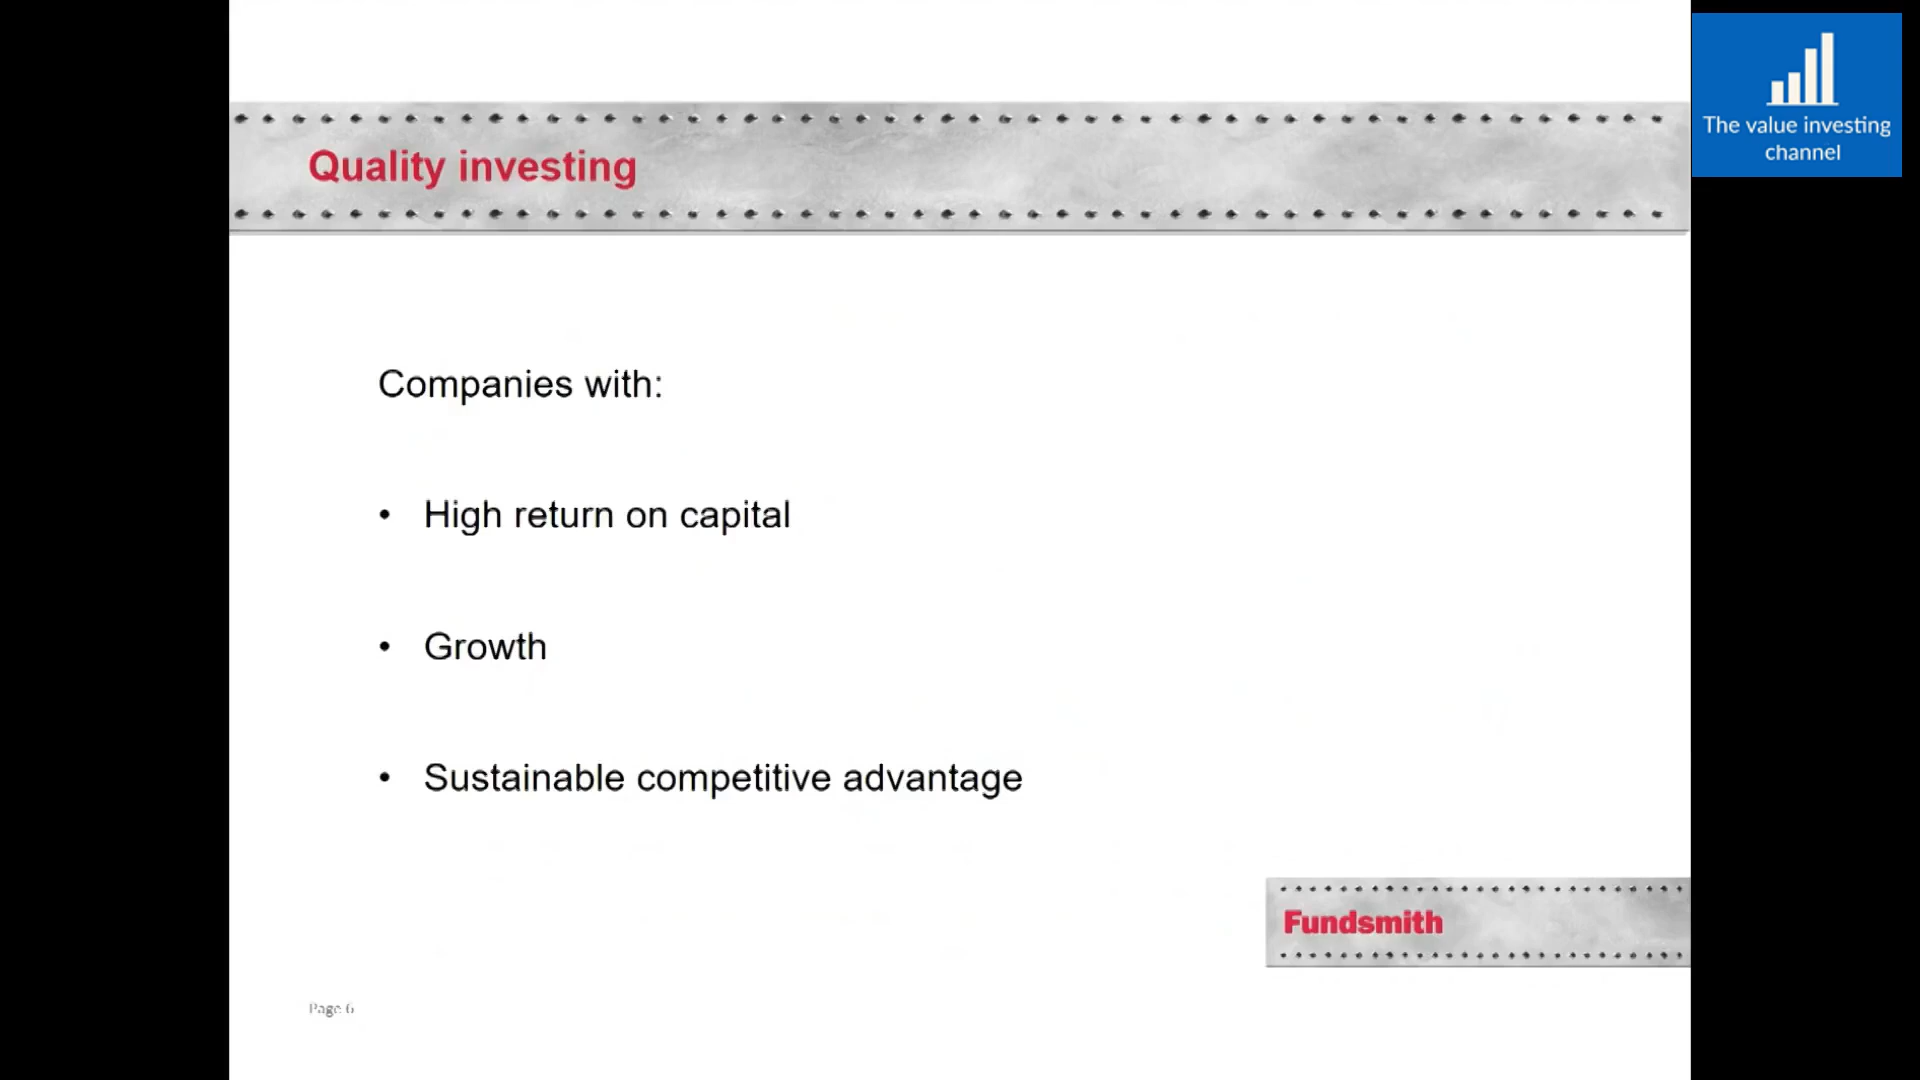 The value investing
channel
Quality investing
Companies with:
• High return on capital
• Growth
• Sustainable competitive advantage
Fundsmith
Page 6